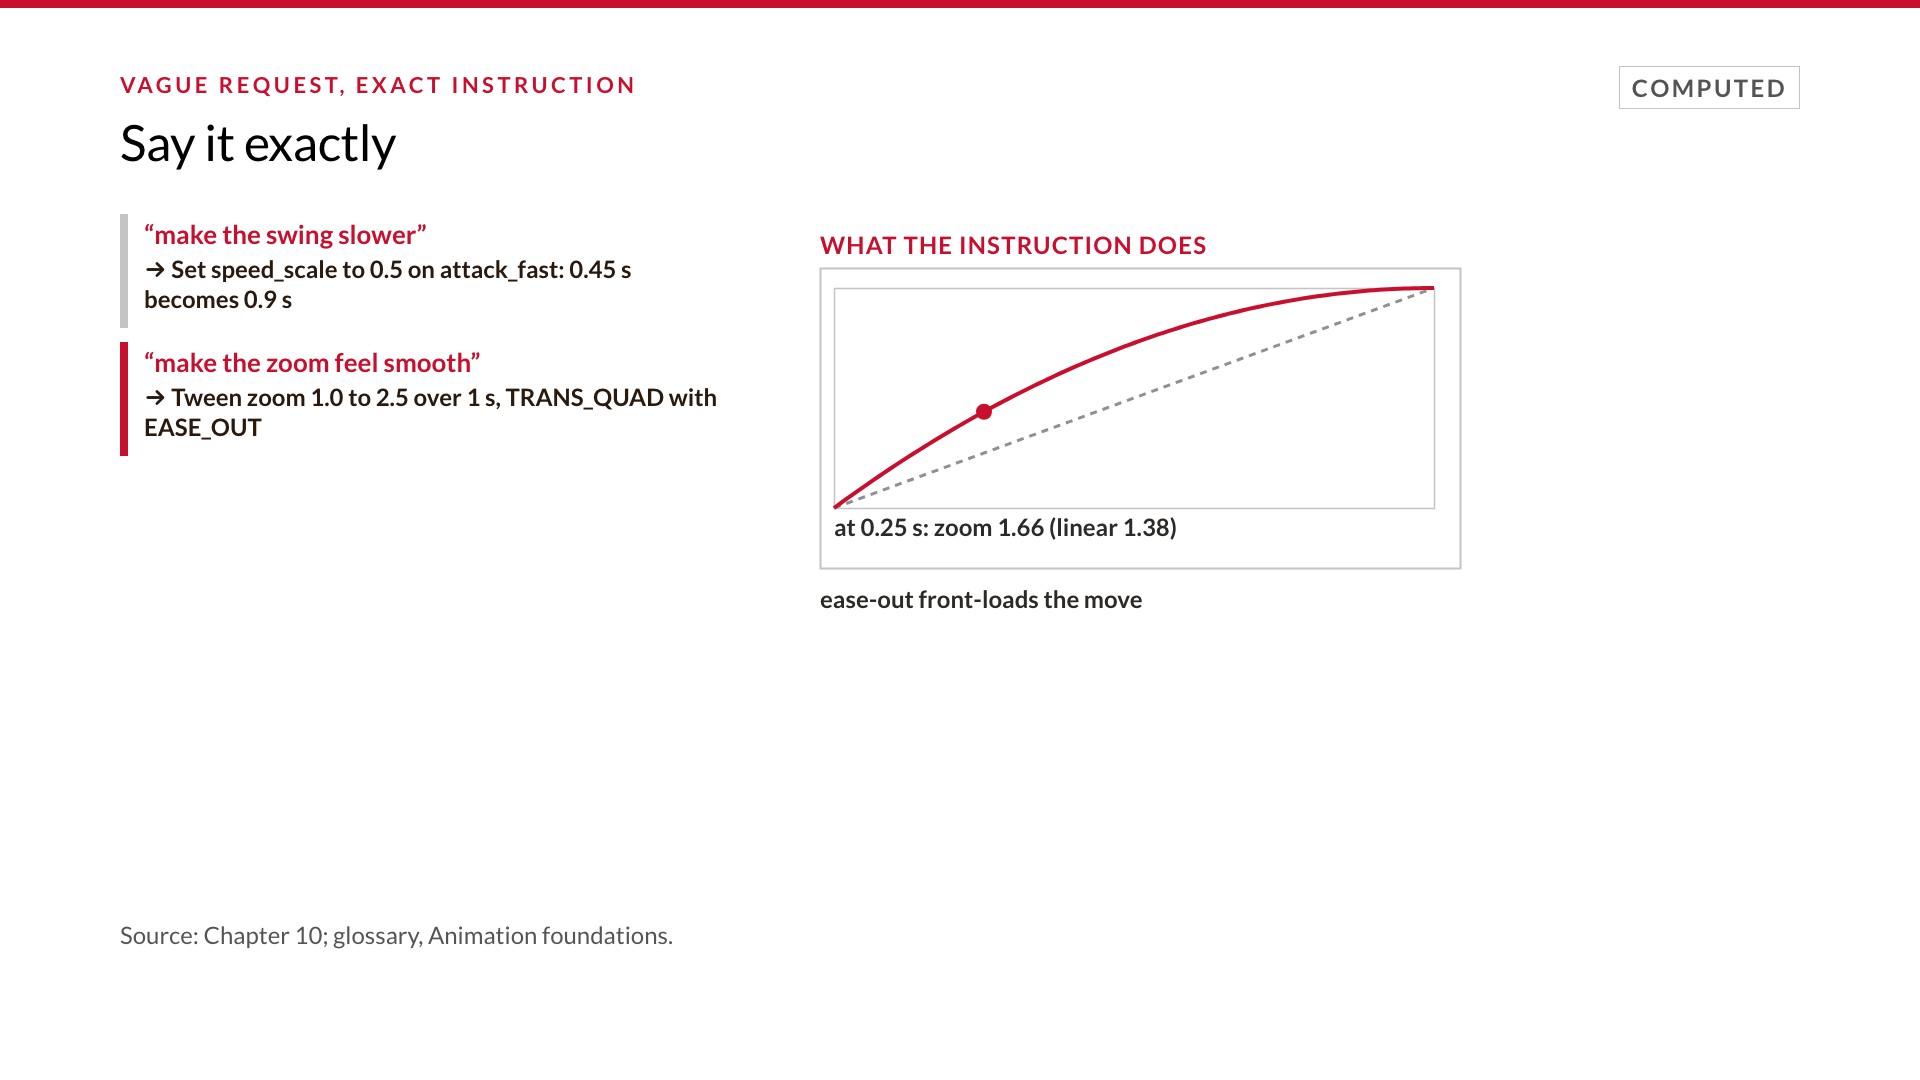 VAGUE REQUEST, EXACT INSTRUCTION
COMPUTED
Say it exactly
“make the swing slower”
→ Set speed_scale to 0.5 on attack_fast: 0.45 s
becomes 0.9 s
“make the zoom feel smooth”
→ Tween zoom 1.0 to 2.5 over 1 s, TRANS_QUAD with
EASE_OUT
WHAT THE INSTRUCTION DOES
at 0.25 s: zoom 1.66 (linear 1.38)
ease-out front-loads the move
Source: Chapter 10; glossary, Animation foundations.